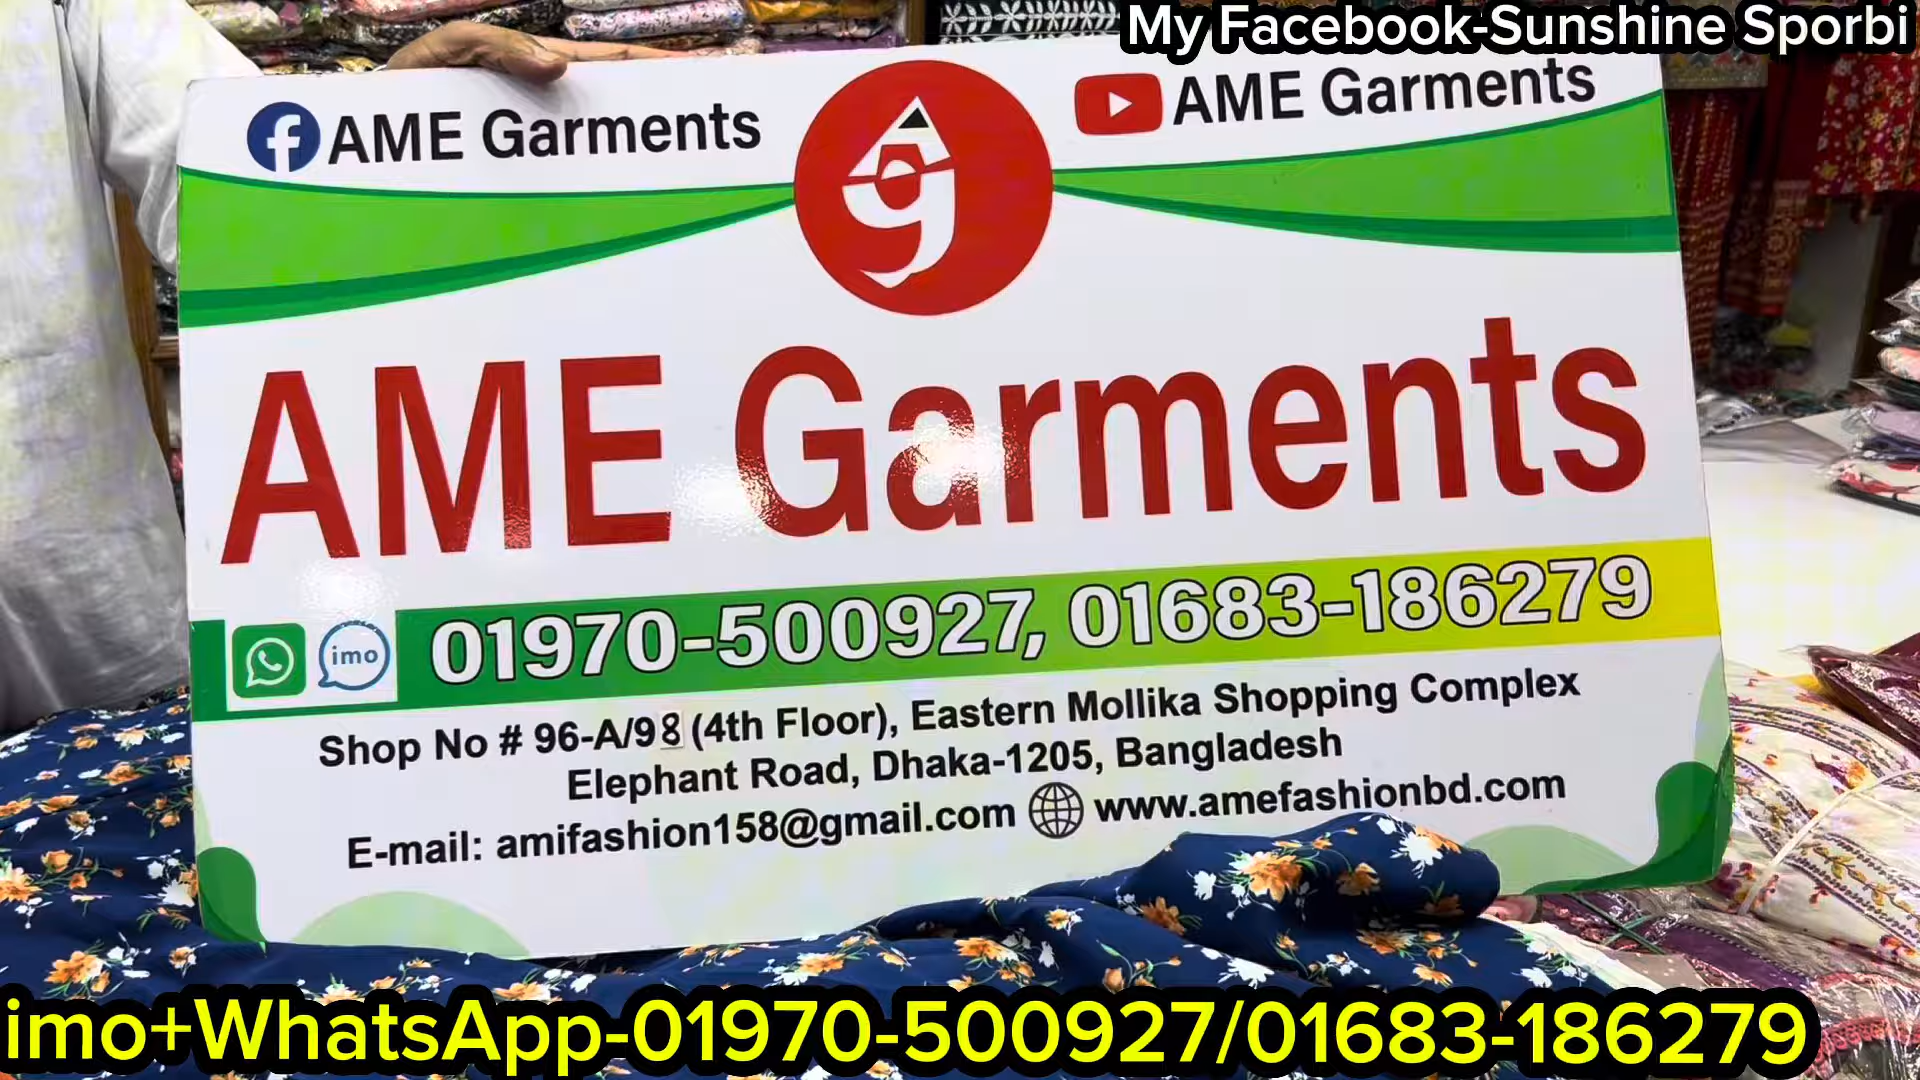 My Facebook-Sunshine Sporbi
AME Garments
AME Garments
AME Garments
imo
01970-500927, 01683-186279
Shop No # 96-A/98 (4th Floor), Eastern Mollika Shopping Complex
Elephant Road, Dhaka-1205, Bangladesh
E-mail: amifashion158@gmail.com www.amefashionbd.com
imo+WhatsApp-01970-500927/01683-186279